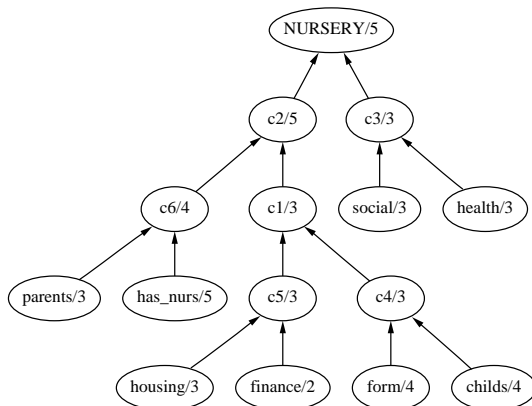 NURSERY/5
c2/5
c3/3
c6/4
c1/3
social/3
health/3
parents/3
has_nurs/5
c5/3
c4/3
housing/3
finance/2
form/4
childs/4